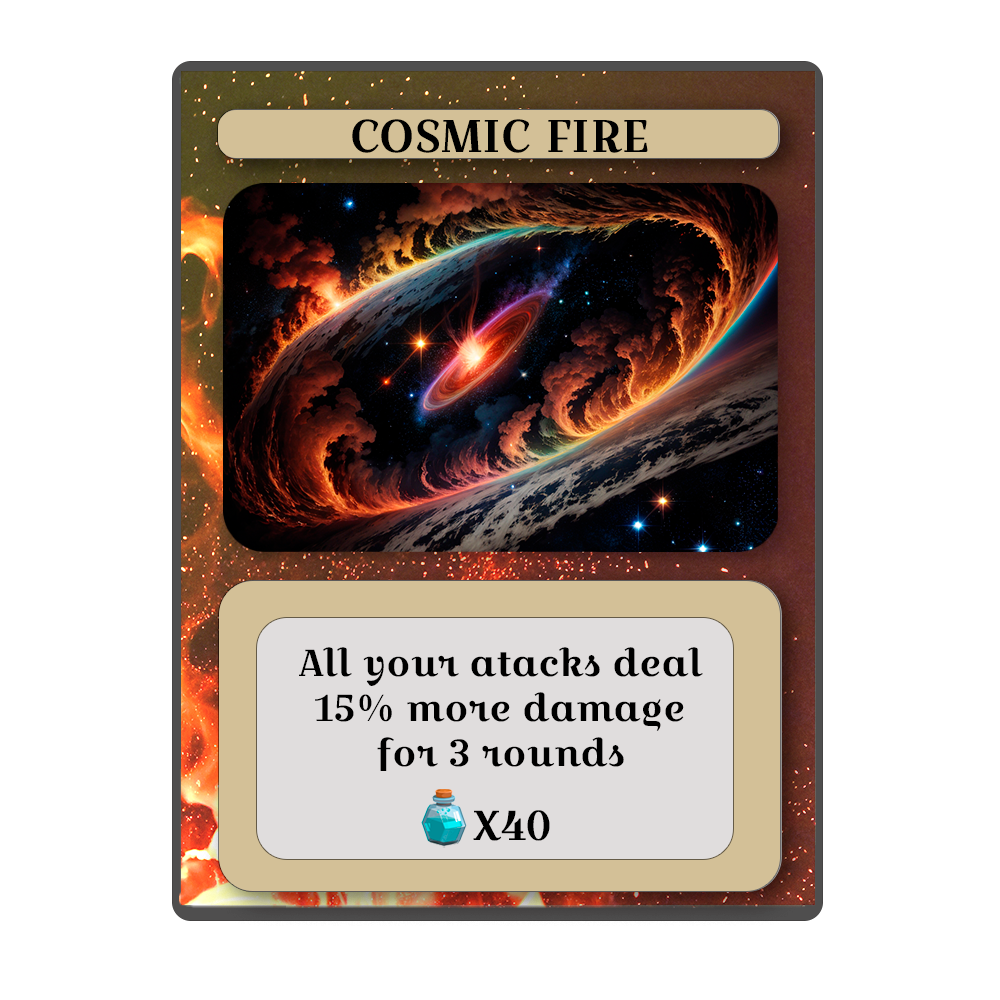 COSMIC FIRE
All your atacks deal
15% more damage
for 3 rounds
X40